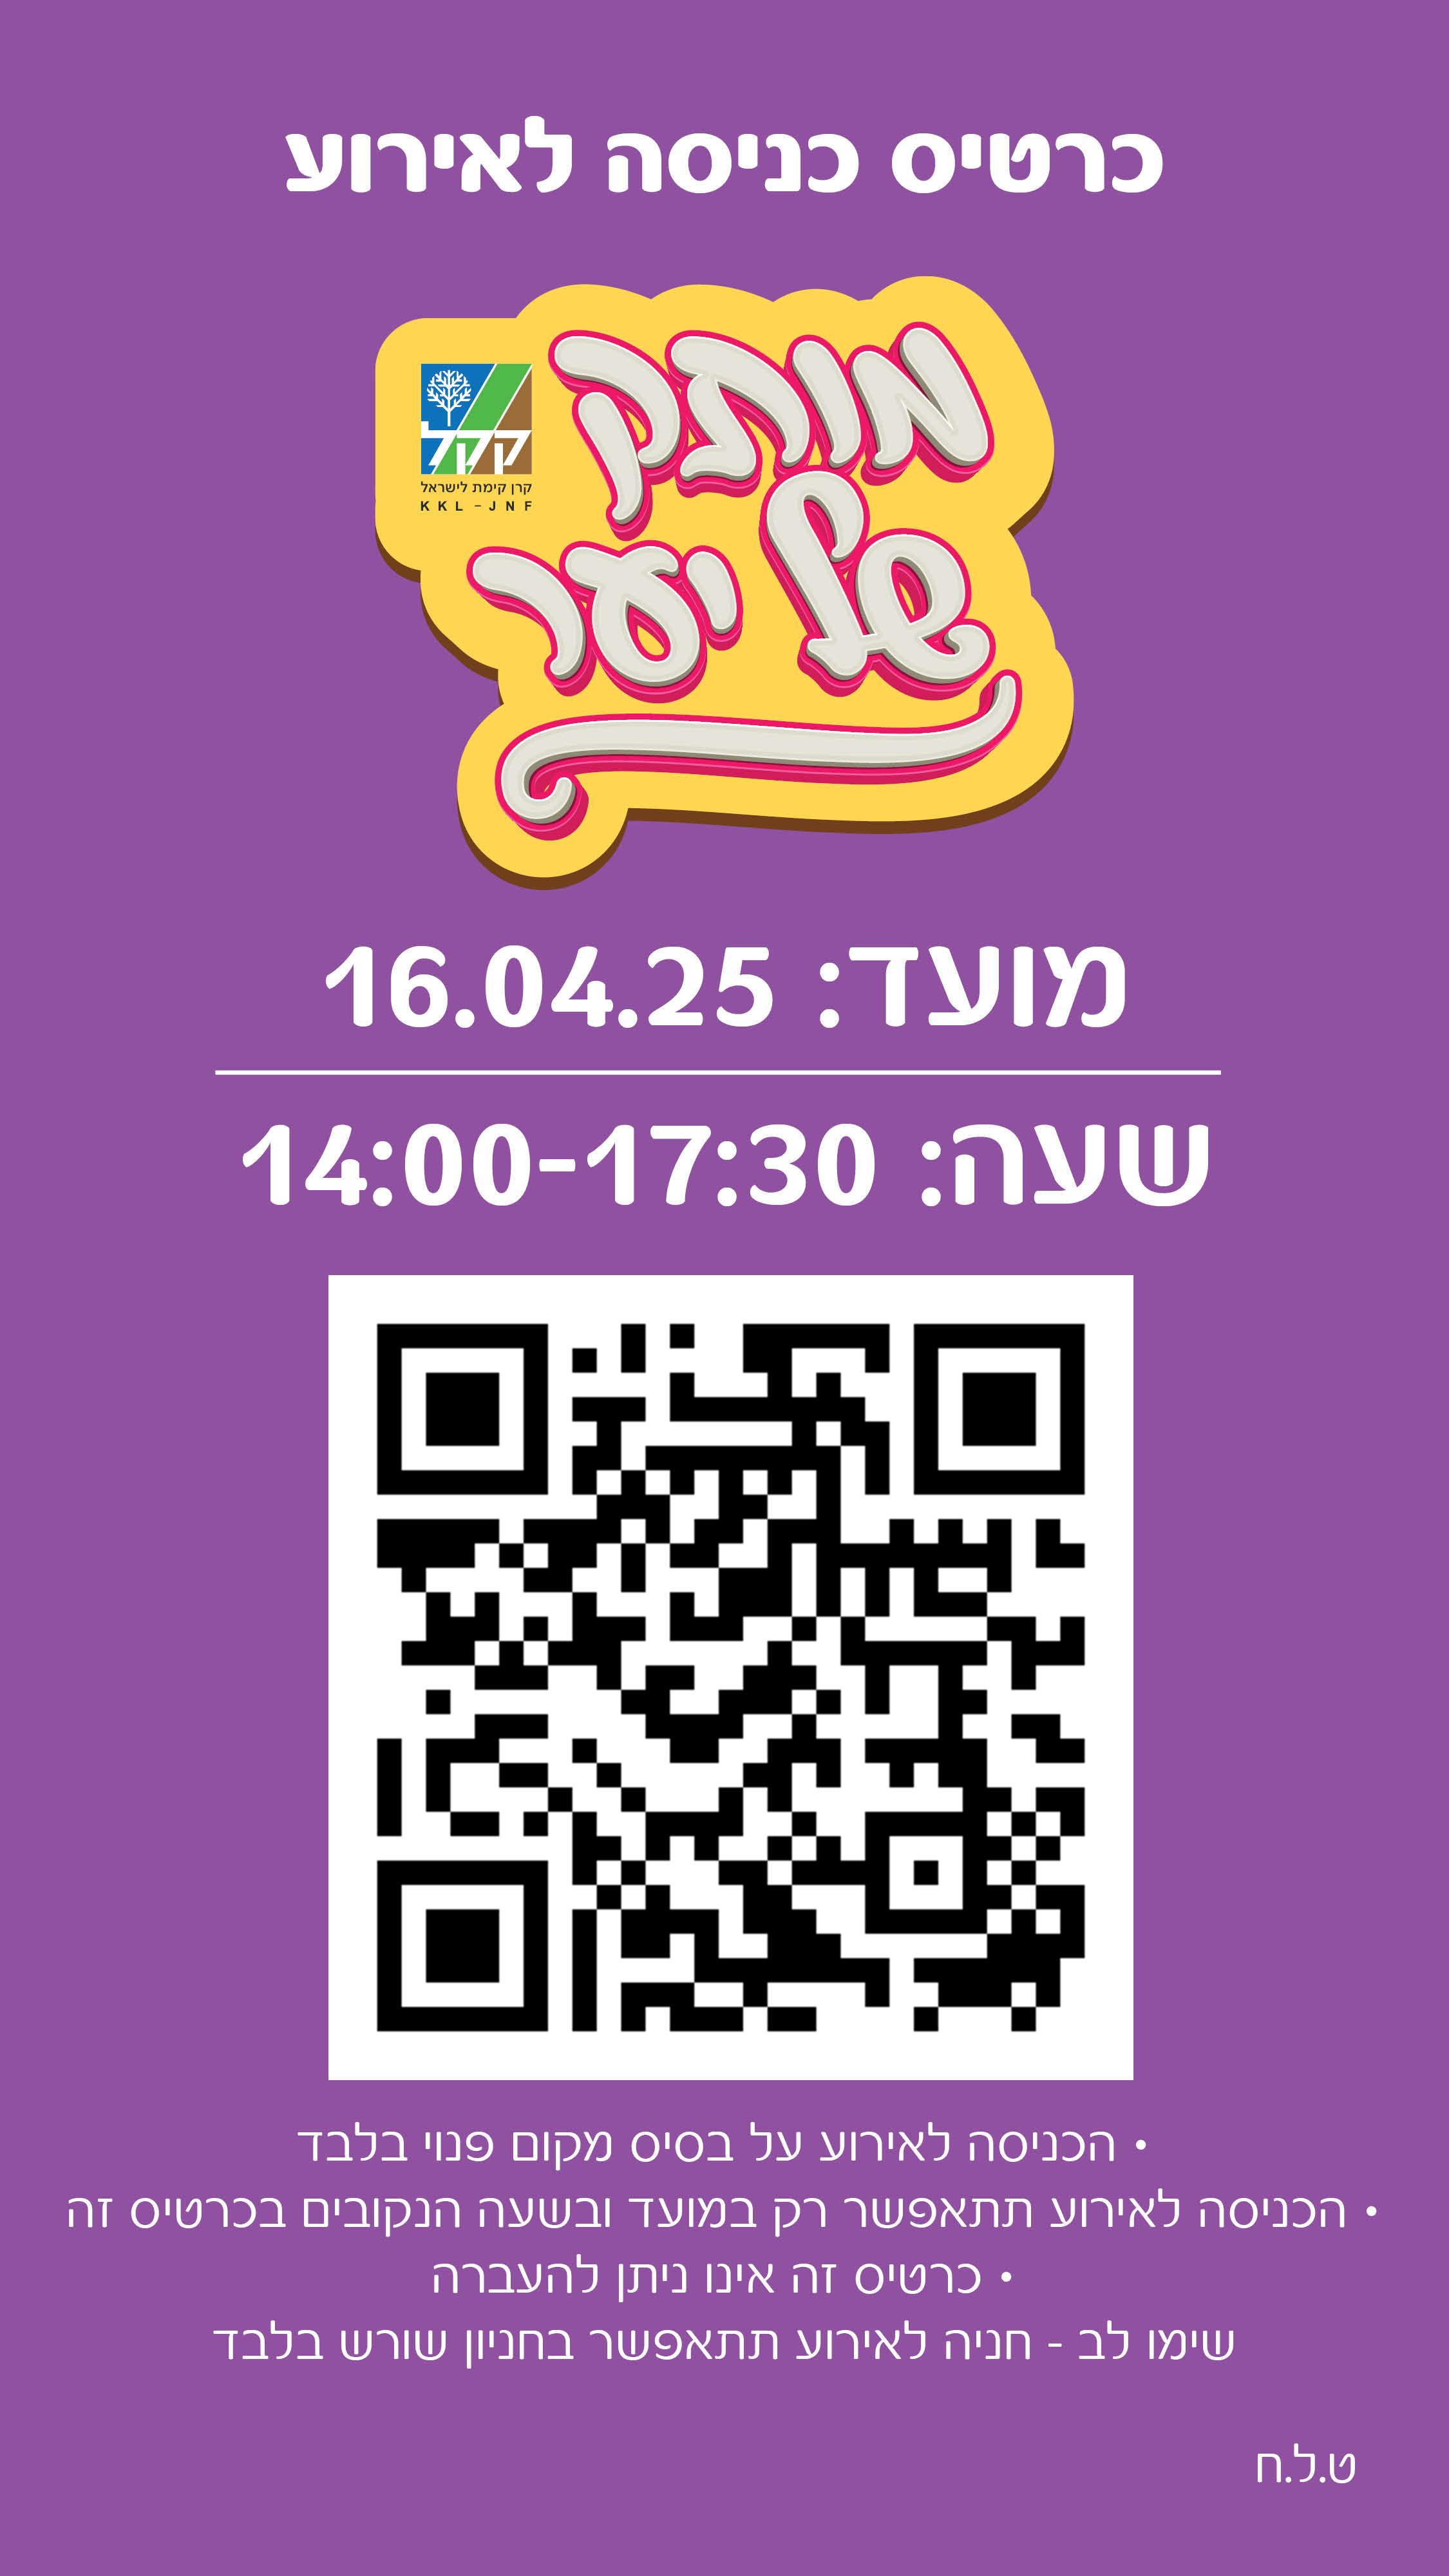 כרטיס כניסה לאירוע
מותק
קקל
קרן קימת לישראל
KKL-JNF
של יער
מועד: 16.04.25
שעה: 14:00-17:30
• הכניסה לאירוע על בסיס מקום פנוי בלבד
• הכניסה לאירוע תתאפשר רק במועד ובשעה הנקובים בכרטיס זה
• כרטיס זה אינו ניתן להעברה
שימו לב - חניה לאירוע תתאפשר בחניון שורש בלבד
ט.ל.ח